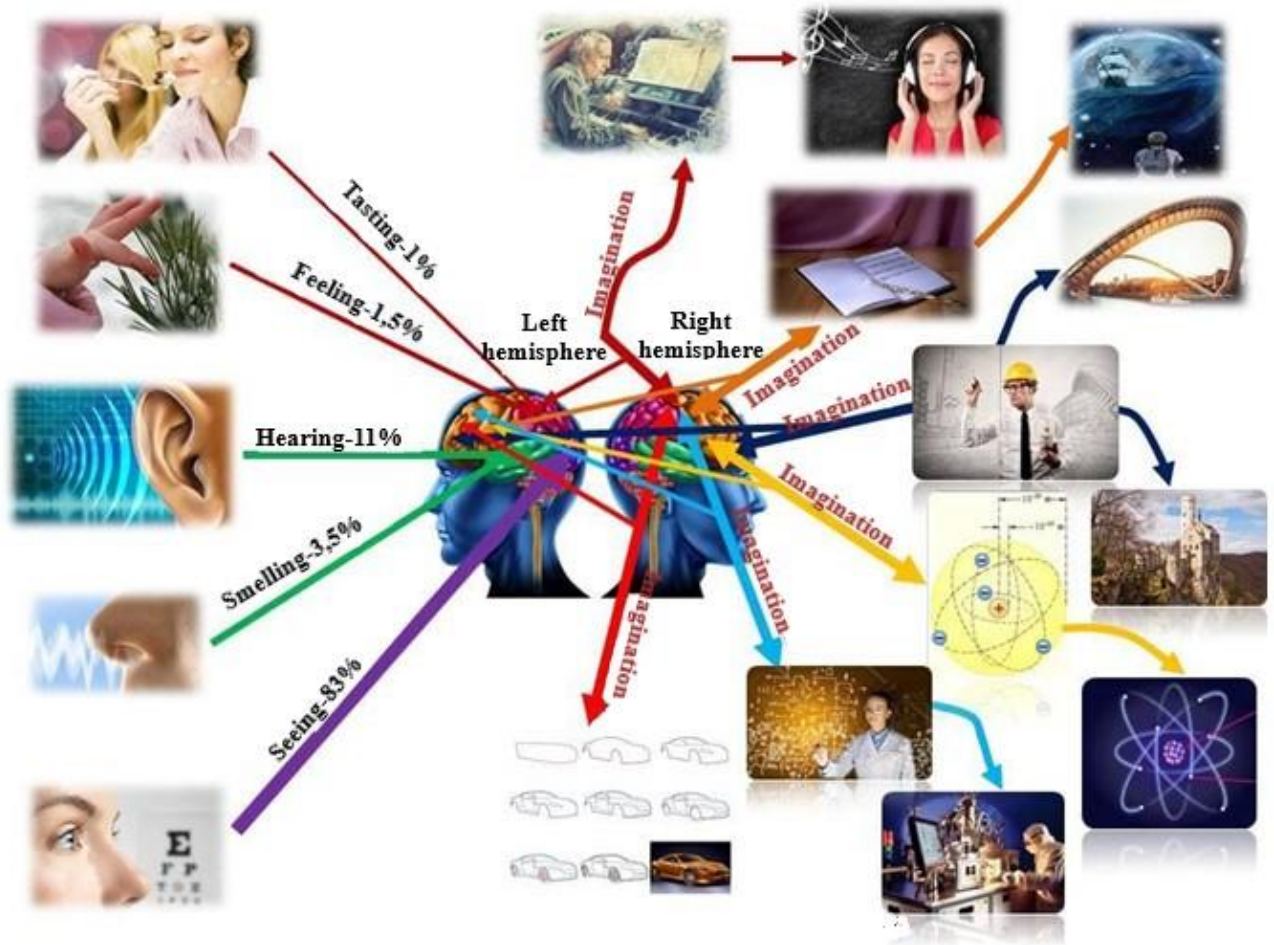 Tasting-1%
Feeling-1,5%
Left
hemisphere
Right
hemisphere
Hearing-11%
Smelling-3,5%
Seeing-83%
Imagination
Imagination
Imagination
Imagination
Imagination
Imagination
E
F P
T O Z